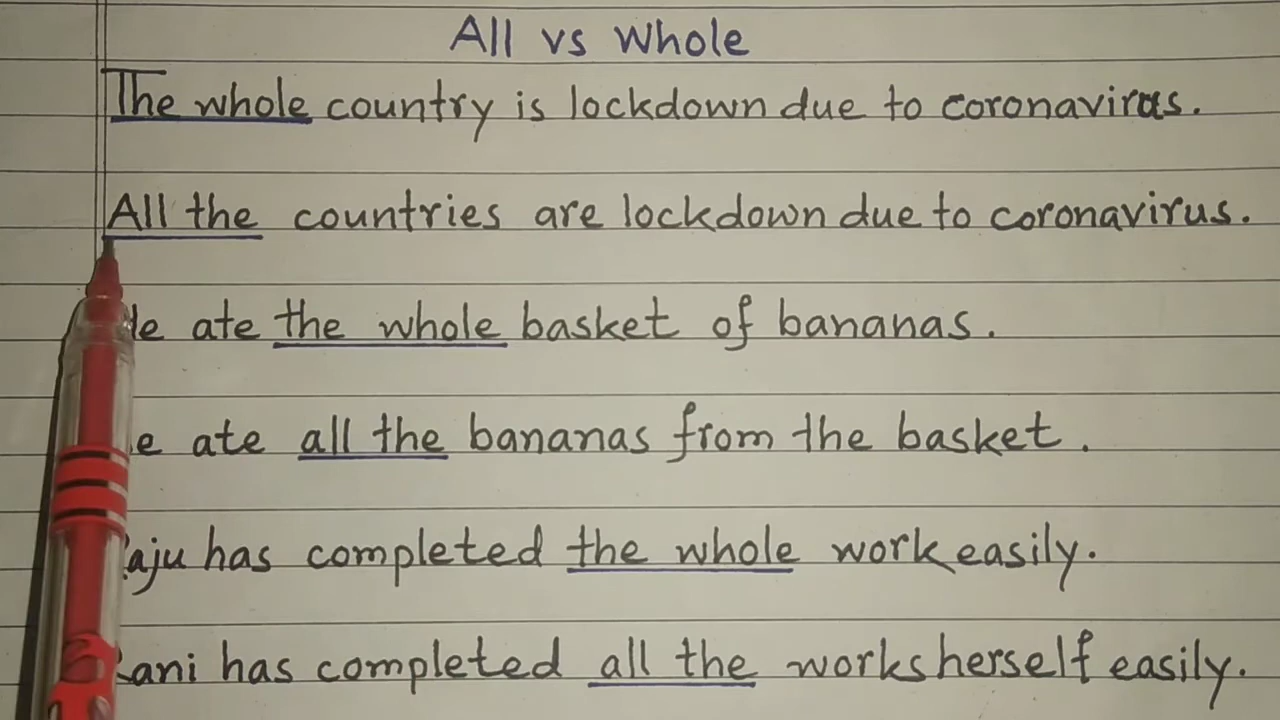 All vs Whole
The whole country is lockdown due to coronavirus.
All the countries are lockdown due to coronavirus.
ate the whole basket of bananas.
ate all the bananas from the basket.
has completed the whole work easily.
has completed all the works herself easily.